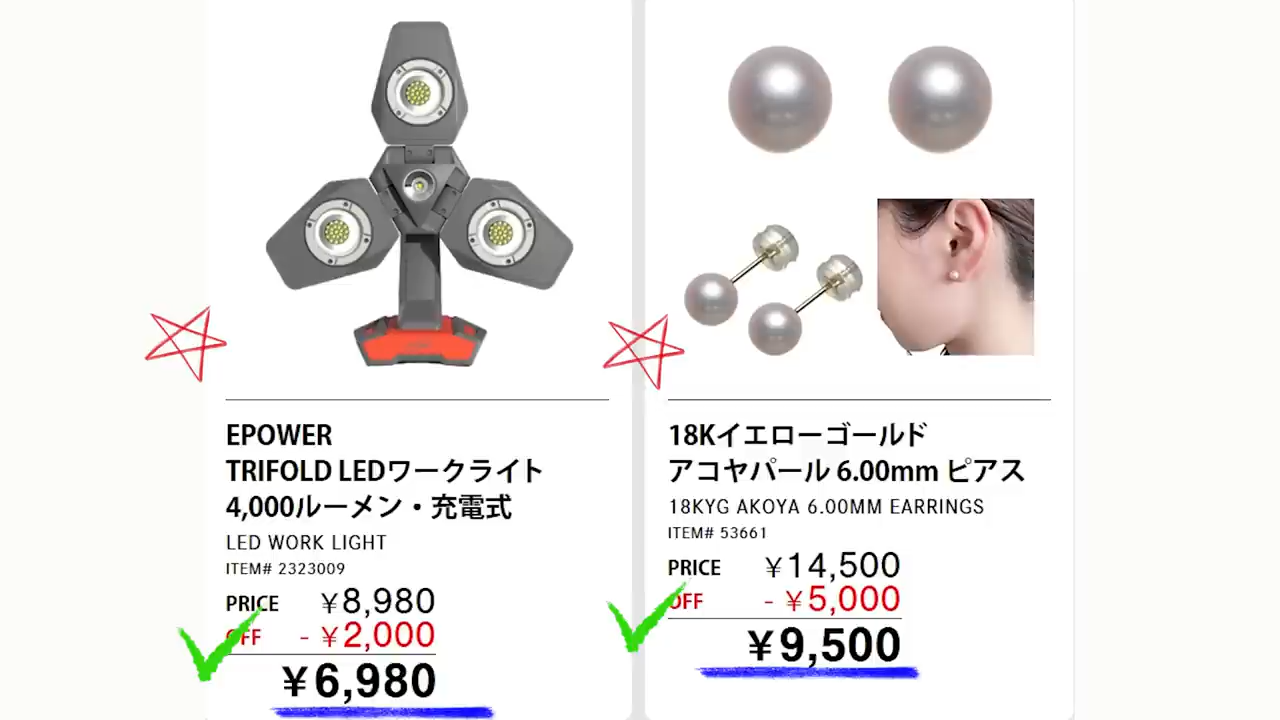 EPOWER
TRIFOLD LEDワークライト
4,000ルーメン・充電式
LED WORK LIGHT
ITEM# 2323009
PRICE ¥8,980
OFF - ¥2,000
¥6,980
18Kイエローゴールド
アコヤパール 6.00mm ピアス
18KYG AKOYA 6.00MM EARRINGS
ITEM# 53661
PRICE ¥14,500
OFF - ¥5,000
¥9,500